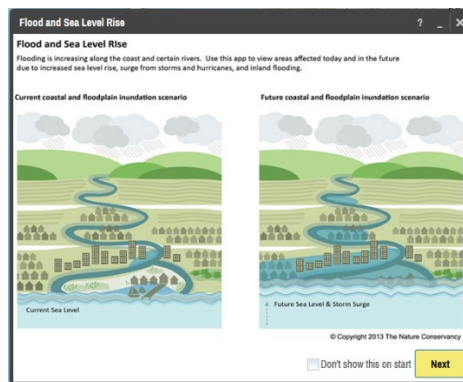 Flood and Sea Level Rise
? _ X
Flood and Sea Level RIse
Flooding is increasing along the coast and certain rivers. Use this app to view areas affected today and in the future
due to increased sea level rise, surge from storms and hurricanes, and inland flooding.
Current coastal and floodplain inundation scenario
Future coastal and floodplain inundation scenario
Current Sea Level
Future Sea Level & Storm Surge
© Copyright 2013 The Nature Conservancy
Don't show this on start
Next